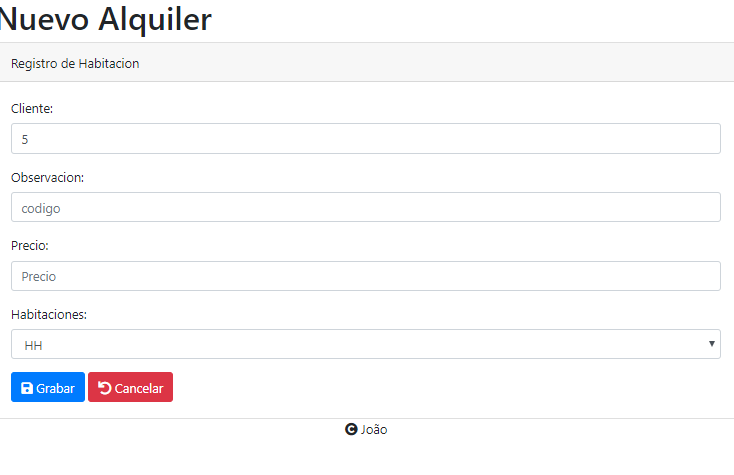 Nuevo Alquiler
Registro de Habitacion
Cliente:
5
Observacion:
codigo
Precio:
Precio
Habitaciones:
HH
Grabar Cancelar
João